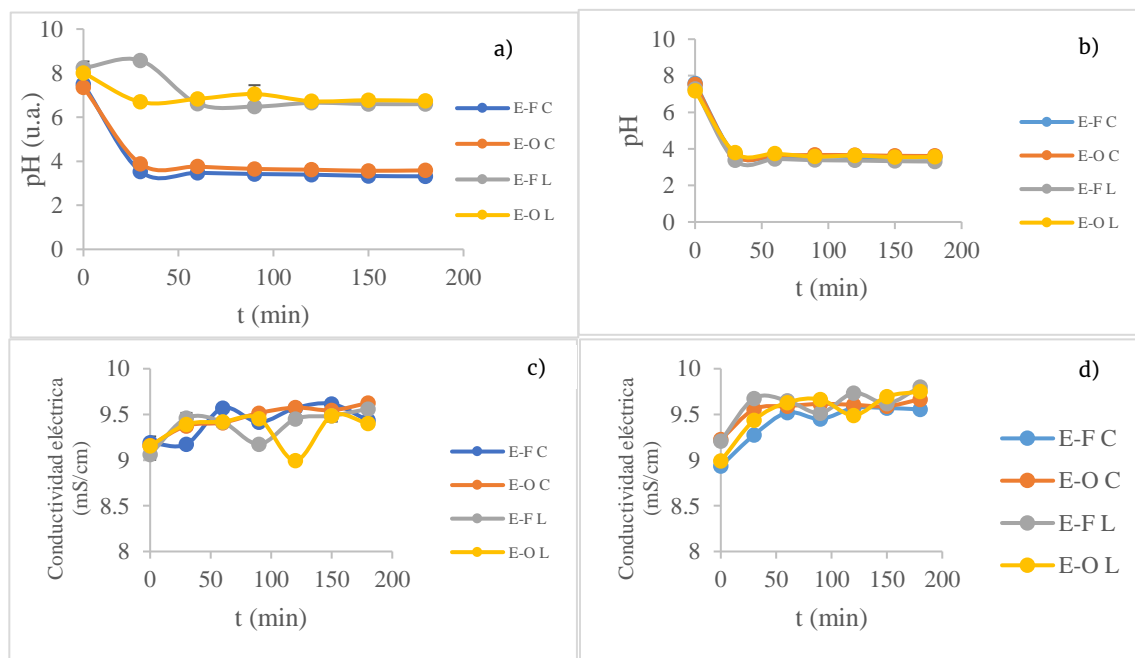 a)
pH (u.a.)
10
8
6
4
2
0
0 50 100 150 200
t (min)
E-F C
E-O C
E-F L
E-O L
b)
pH
10
8
6
4
2
0
0 50 100 150 200
t (min)
E-F C
E-O C
E-F L
E-O L
c)
Conductividad eléctrica
(mS/cm)
10
9.5
9
8.5
8
0 50 100 150 200
t (min)
E-F C
E-O C
E-F L
E-O L
d)
Conductividad eléctrica
(mS/cm)
10
9.5
9
8.5
8
0 50 100 150 200
t (min)
E-F C
E-O C
E-F L
E-O L